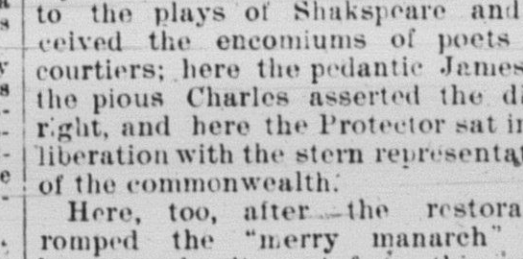 to the plays of Shakspeare and
ceived the encomiums of poets
courtiers; here the pedantic James
the pious Charles asserted the di
right, and here the Protector sat in
liberation with the stern representat
of the commonwealth.
Here, too, after the restora
romped the "merry manarch"